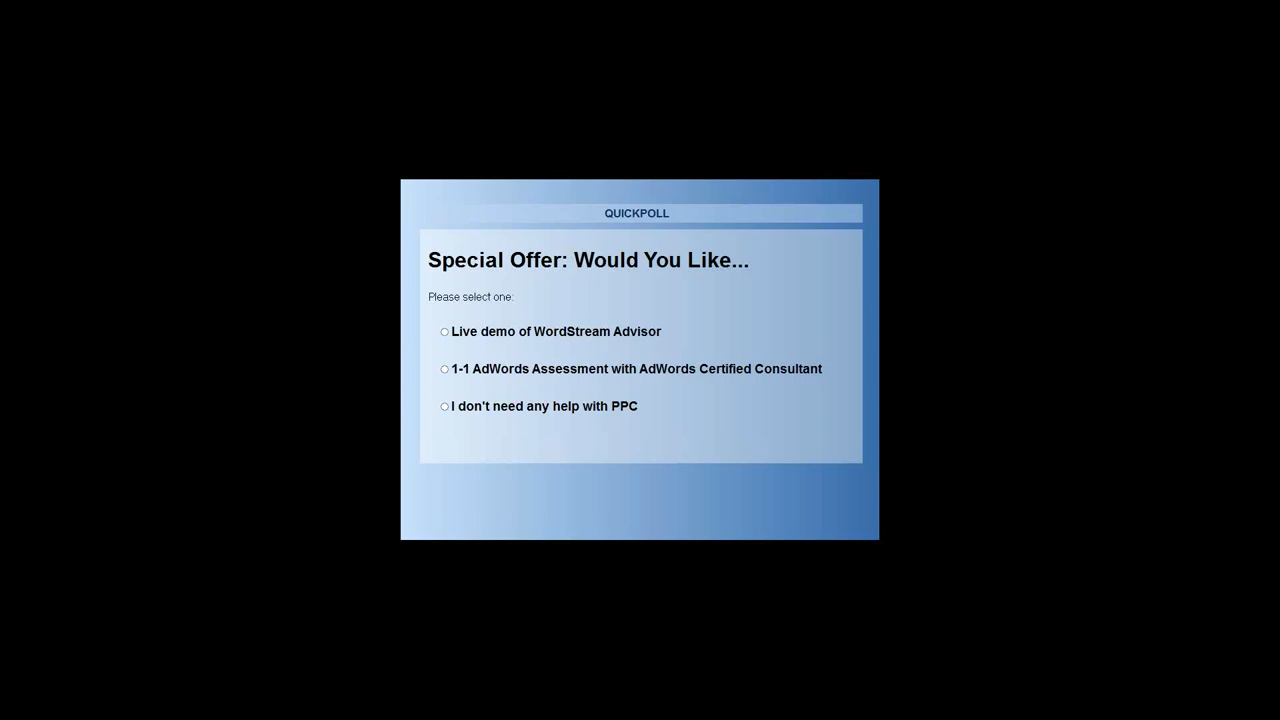 QUICKPOLL
Special Offer: Would You Like...
Please select one:
Live demo of WordStream Advisor
1-1 AdWords Assessment with AdWords Certified Consultant
I don't need any help with PPC